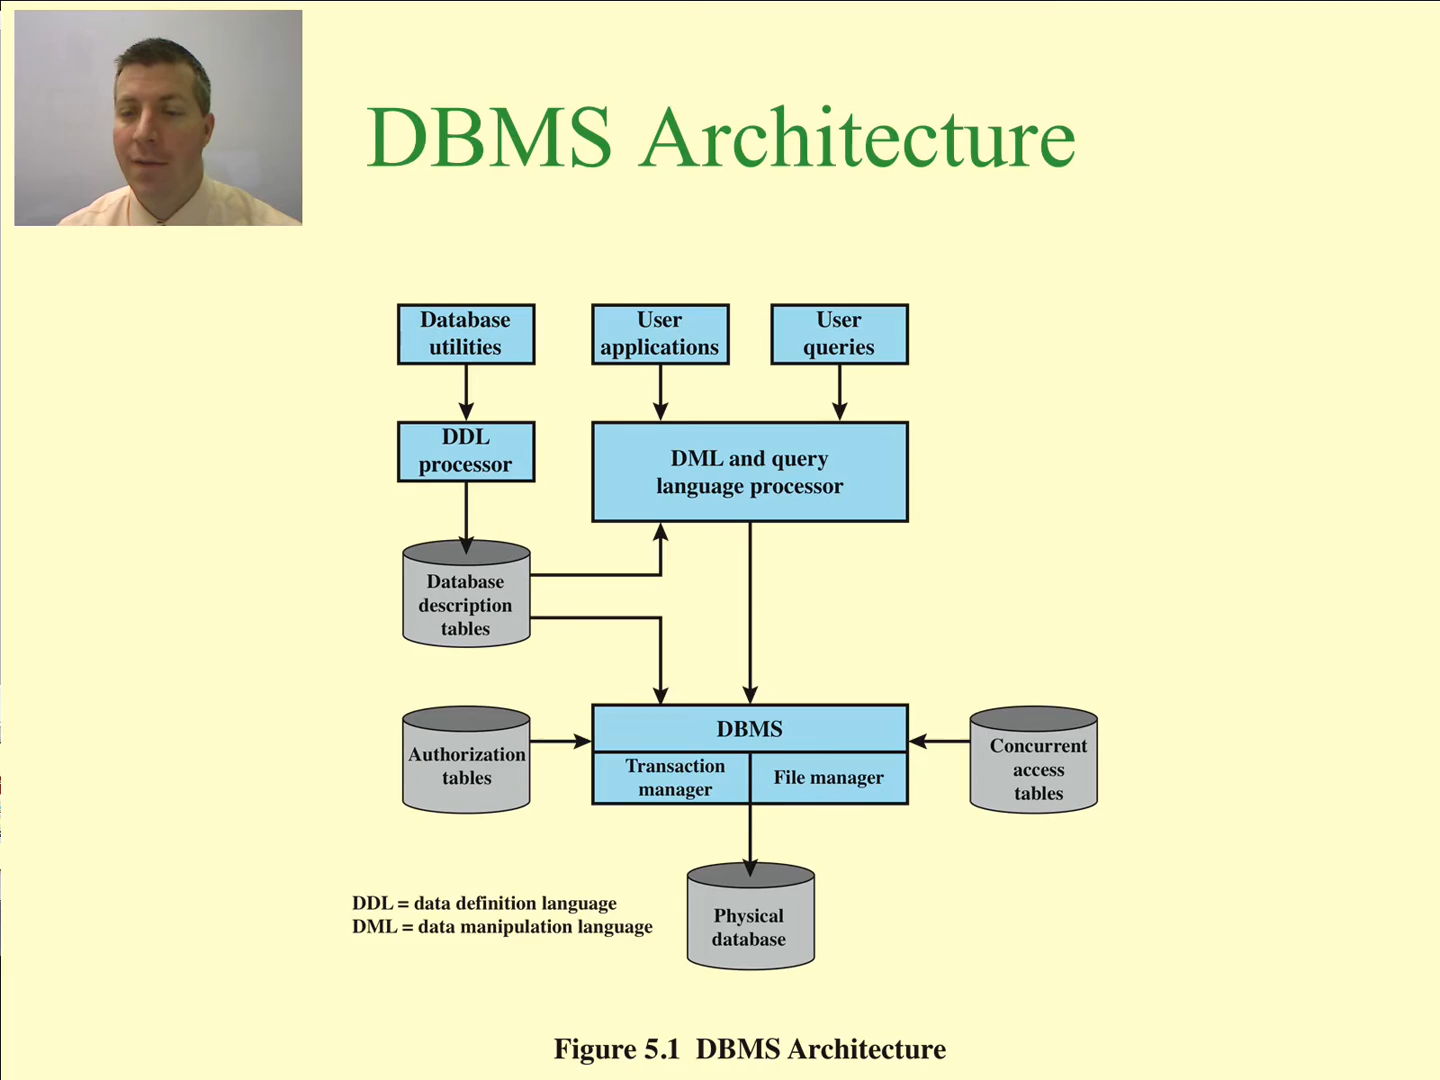 DBMS Architecture
Database
utilities
User
applications
User
queries
DDL
processor
DML and query
language processor
Database
description
tables
Authorization
tables
DBMS
Transaction
manager
File manager
Concurrent
access
tables
Physical
database
DDL = data definition language
DML = data manipulation language
Figure 5.1 DBMS Architecture